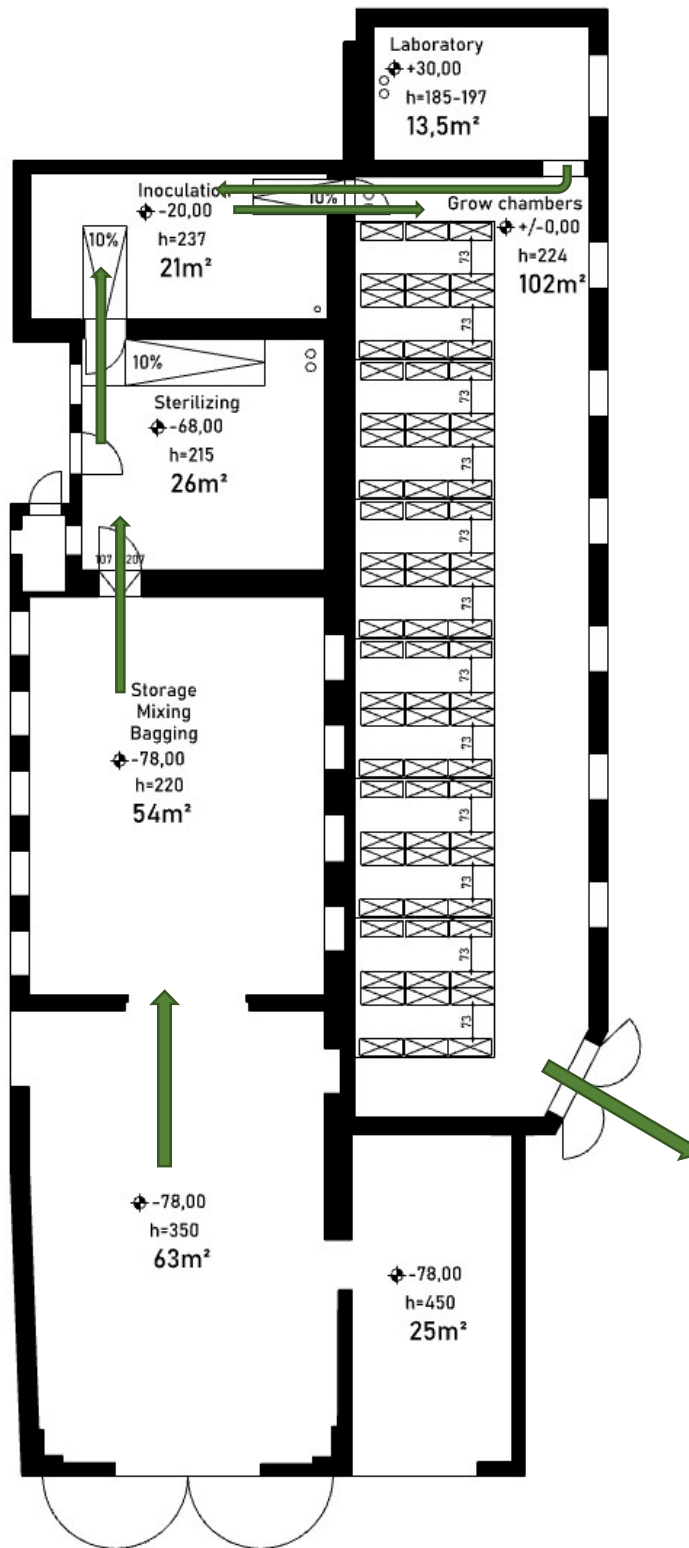 Laboratory
+30,00
h=185-197
13,5m²
Inoculation
-20,00
h=237
21m²
10%
10%
Grow chambers
+/-0,00
h=224
102m²
10%
Sterilizing
-68,00
h=215
26m²
107 207
73
73
73
73
73
73
73
73
73
73
73
73
Storage
Mixing
Bagging
-78,00
h=220
54m²
-78,00
h=350
63m²
-78,00
h=450
25m²